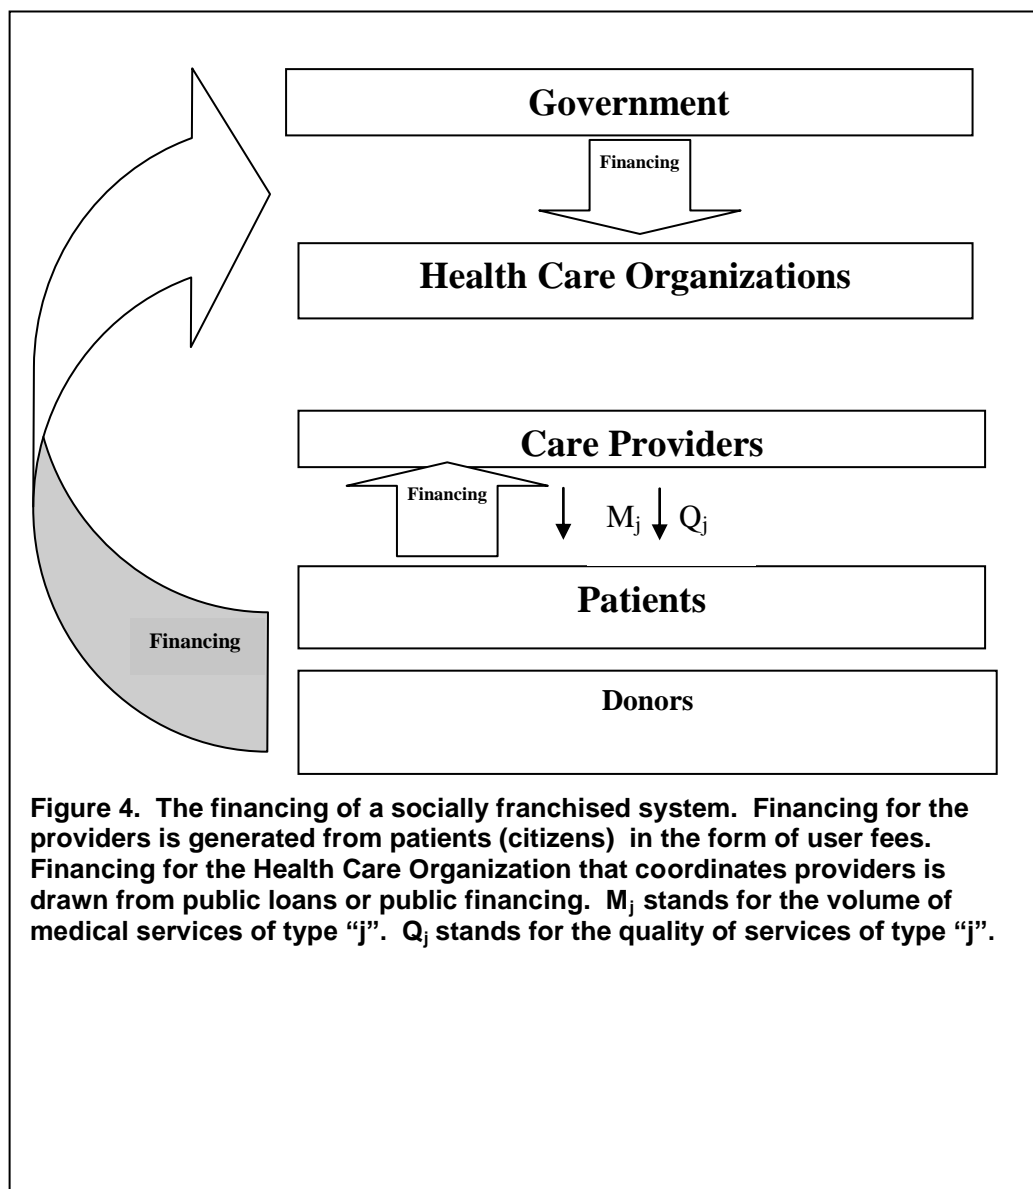 Government
Financing
Health Care Organizations
Care Providers
Financing
Mj Qj
Patients
Financing
Donors
Figure 4. The financing of a socially franchised system. Financing for the
providers is generated from patients (citizens) in the form of user fees.
Financing for the Health Care Organization that coordinates providers is
drawn from public loans or public financing. Mj stands for the volume of
medical services of type “j”. Qj stands for the quality of services of type “j”.